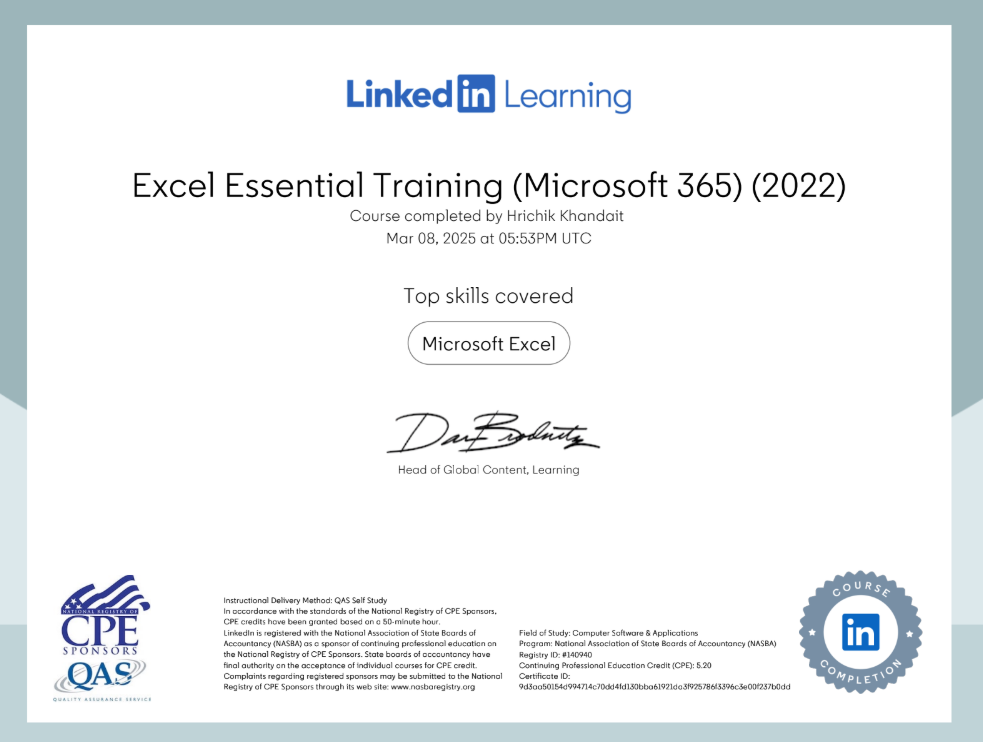 LinkedIn Learning
Excel Essential Training (Microsoft 365) (2022)
Course completed by Hrichik Khandait
Mar 08, 2025 at 05:53PM UTC
Top skills covered
Microsoft Excel
Dan Brodnitz
Head of Global Content, Learning
NATIONAL REGISTRY OF
CPE
SPONSORS
QAS
QUALITY ASSURANCE SERVICE
Instructional Delivery Method: QAS Self Study
In accordance with the standards of the National Registry of CPE Sponsors,
CPE credits have been granted based on a 50-minute hour.
LinkedIn is registered with the National Association of State Boards of
Accountancy (NASBA) as a sponsor of continuing professional education on
the National Registry of CPE Sponsors. State boards of accountancy have
final authority on the acceptance of individual courses for CPE credit.
Complaints regarding registered sponsors may be submitted to the National
Registry of CPE Sponsors through its web site: www.nasbaregistry.org
Field of Study: Computer Software & Applications
Program: National Association of State Boards of Accountancy (NASBA)
Registry ID: #140940
Continuing Professional Education Credit (CPE): 5.20
Certificate ID:
9d3aa50154d994714c70dd4fd130bba61921da3f925786f3396c3e00f237b0dd
COURSE
in
COMPLETION